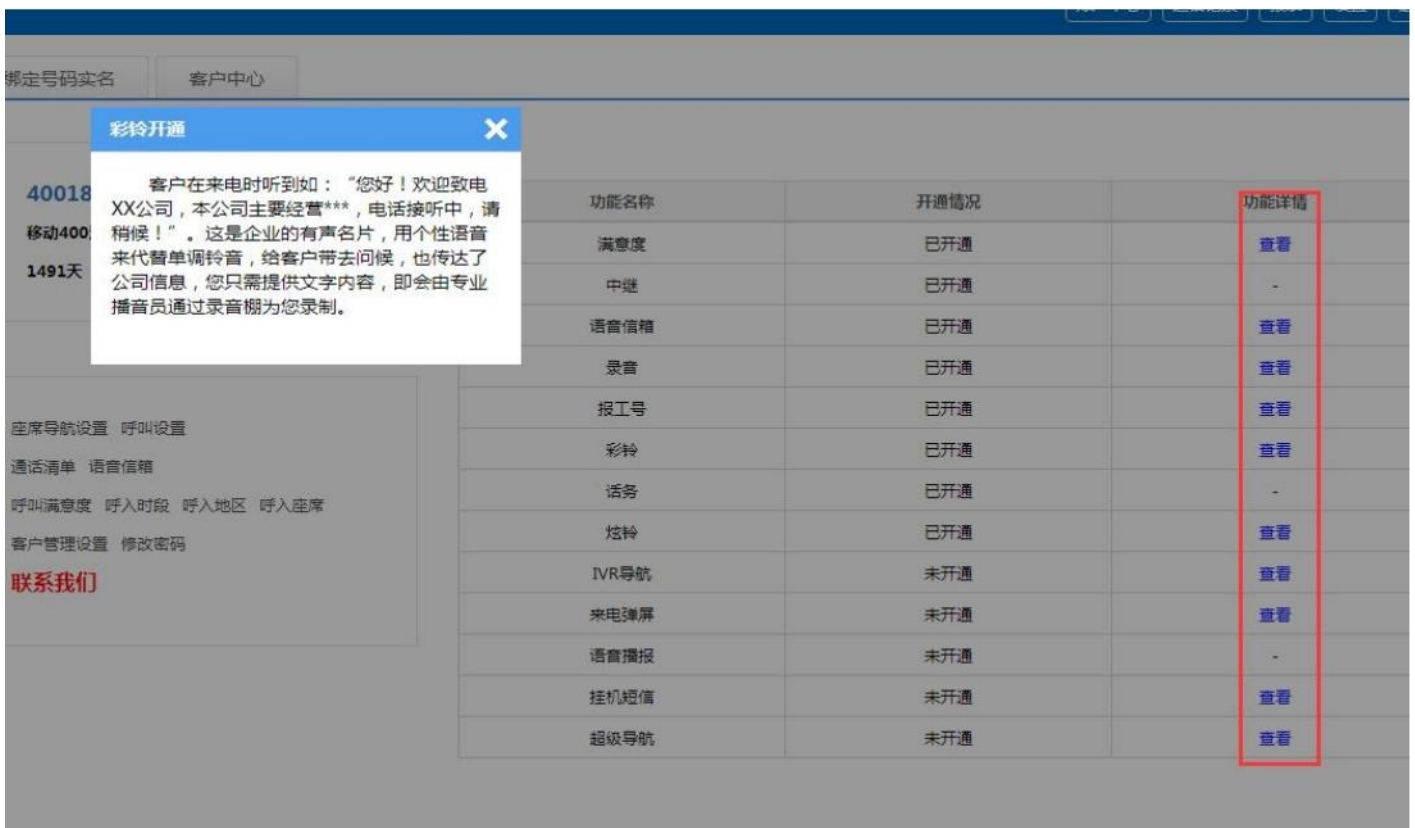 绑定号码实名 客户中心
彩铃开通
客户在来电时听到如：“您好！欢迎致电
XX公司，本公司主要经营***，电话接听中，请
稍候！”。这是企业的有声名片，用个性语音
来代替单调铃音，给客户带去问候，也传达了
公司信息，您只需提供文字内容，即会由专业
播音员通过录音棚为您录制。
40018
移动400
1491天
座席导航设置 呼叫设置
通话清单 语音信箱
呼叫满意度 呼入时段 呼入地区 呼入座席
客户管理设置 修改密码
联系我们
功能名称 开通情况 功能详情
满意度 已开通 查看
中继 已开通 -
语音信箱 已开通 查看
录音 已开通 查看
报工号 已开通 查看
彩铃 已开通 查看
话务 已开通 -
炫铃 已开通 查看
IVR导航 未开通 查看
来电弹屏 未开通 查看
语音播报 未开通 -
挂机短信 未开通 查看
超级导航 未开通 查看